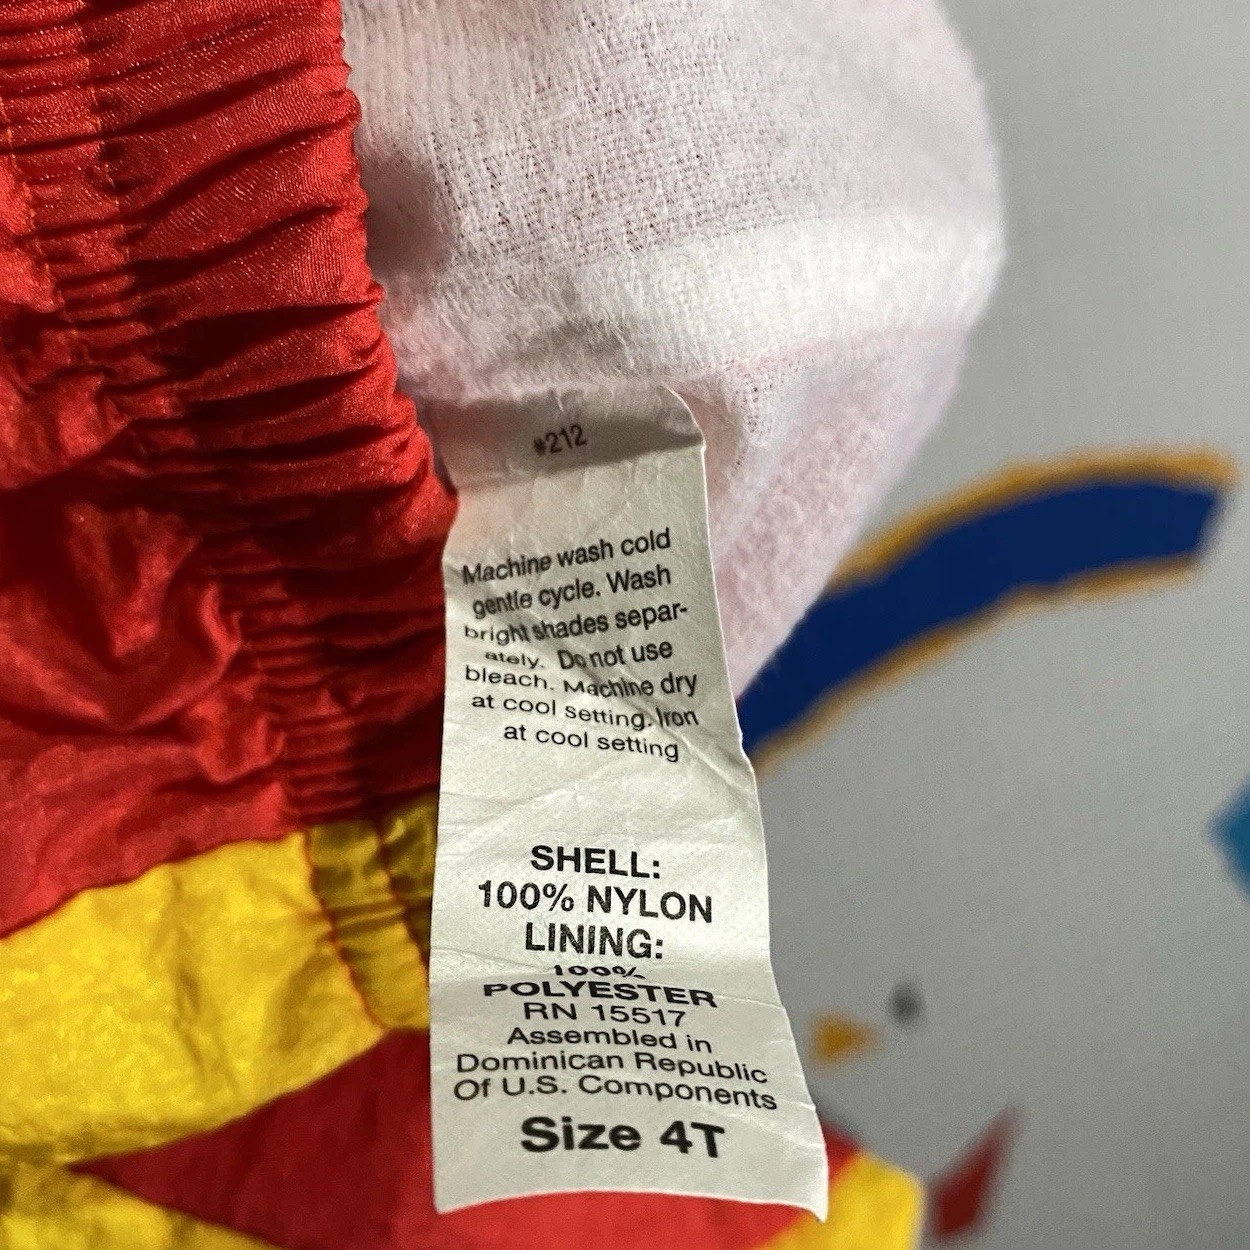 #212
Machine wash cold
gentle cycle. Wash
bright shades separ-
ately. Do not use
bleach. Machine dry
at cool setting. Iron
at cool setting
SHELL:
100% NYLON
LINING:
100%
POLYESTER
RN 15517
Assembled in
Dominican Republic
Of U.S. Components
Size 4T